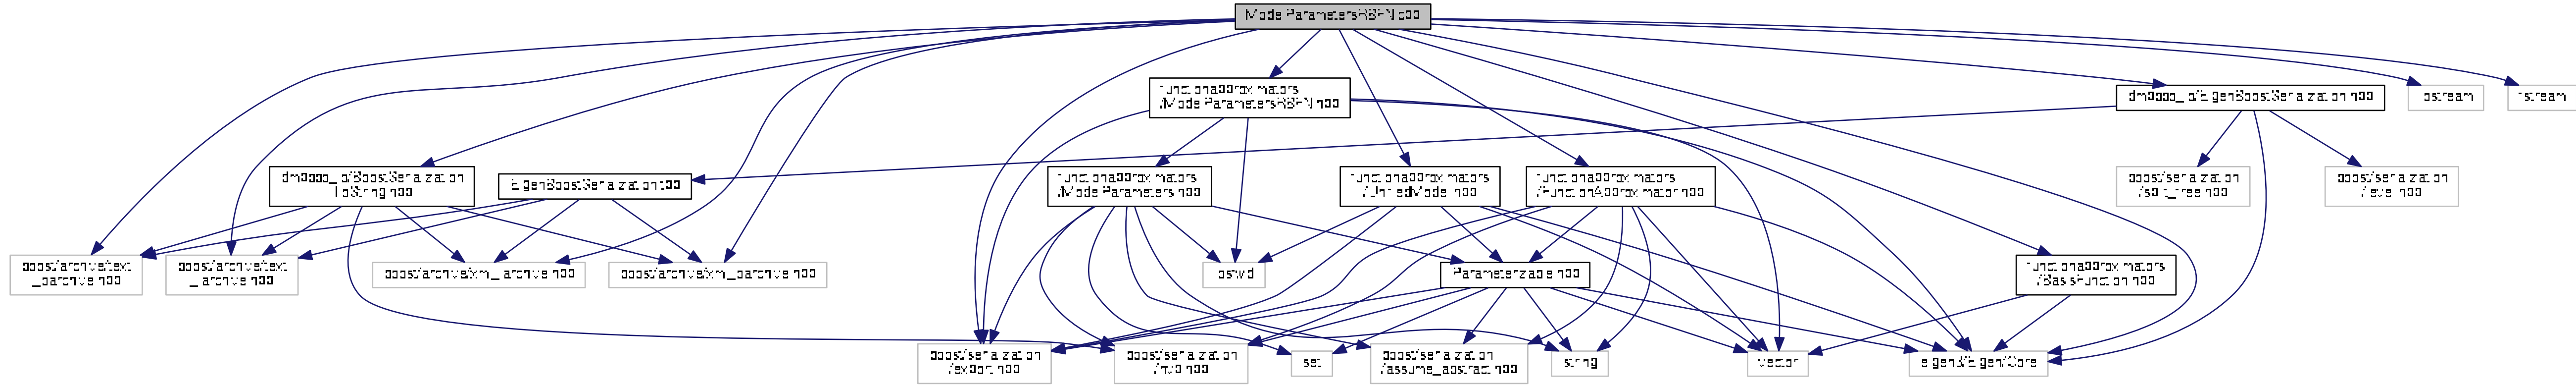 ModelParametersRBFN.cpp
functionapproximators
/ModelParametersRBFN.hpp
dmpbbo_io/EigenBoostSerialization.hpp
iostream
fstream
dmpbbo_io/BoostSerialization
ToString.hpp
EigenBoostSerialization.tpp
functionapproximators
/ModelParameters.hpp
functionapproximators
/UnifiedModel.hpp
functionapproximators
/FunctionApproximator.hpp
boost/serialization
/split_free.hpp
boost/serialization
/level.hpp
boost/archive/text
_oarchive.hpp
boost/archive/text
_iarchive.hpp
boost/archive/xml_iarchive.hpp
boost/archive/xml_oarchive.hpp
iosfwd
Parameterizable.hpp
functionapproximators
/BasisFunction.hpp
boost/serialization
/export.hpp
boost/serialization
/nvp.hpp
set
boost/serialization
/assume_abstract.hpp
string
vector
eigen3/Eigen/Core